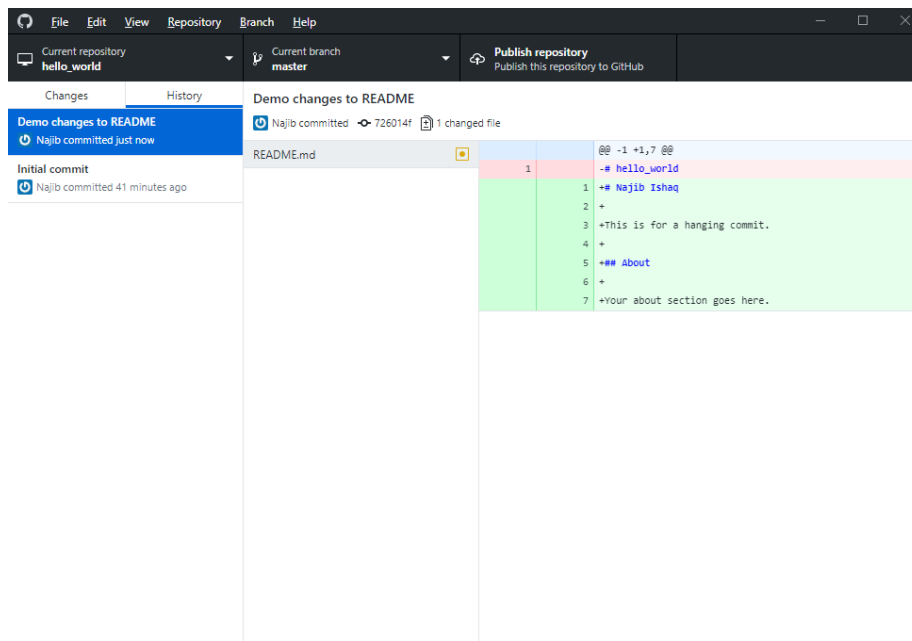 File Edit View Repository Branch Help
Current repository
hello_world
Current branch
master
Publish repository
Publish this repository to GitHub
Changes History
Demo changes to README
Najib committed just now
Initial commit
Najib committed 41 minutes ago
Demo changes to README
Najib committed 726014f 1 changed file
README.md
@@ -1 +1,7 @@
1 -# hello_world
1 +# Najib Ishaq
2 +
3 +This is for a hanging commit.
4 +
5 +## About
6 +
7 +Your about section goes here.